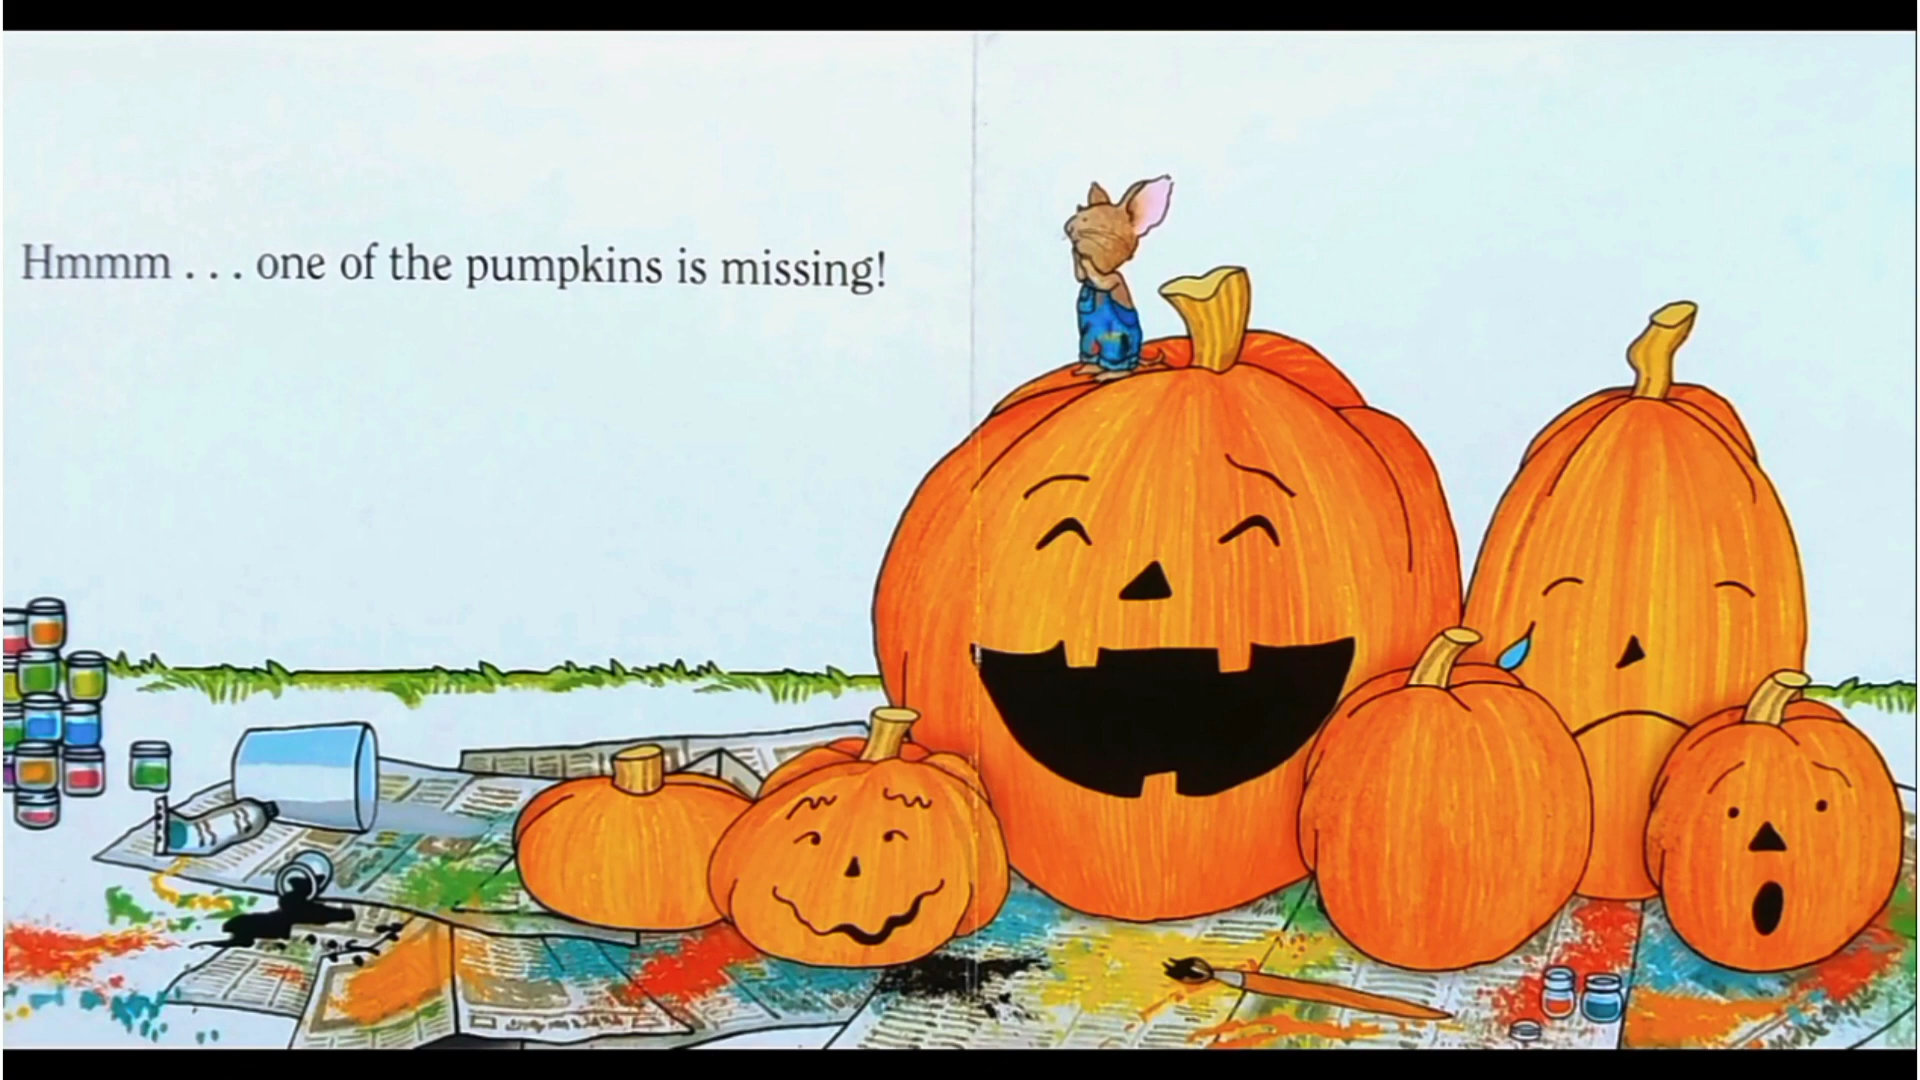 Hmmm . . . one of the pumpkins is missing!